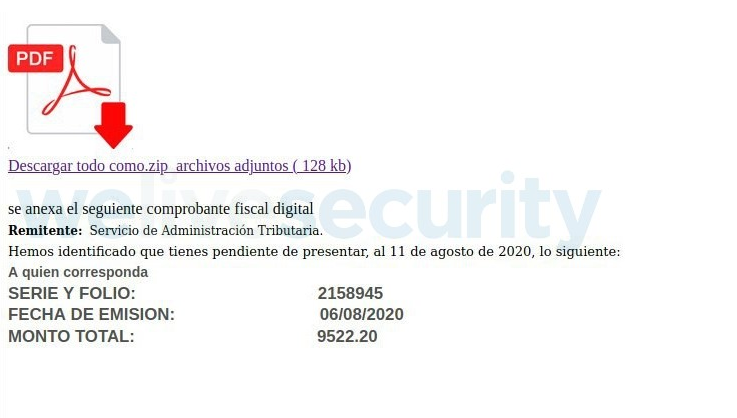 PDF
Descargar todo como.zip archivos adjuntos ( 128 kb)
welivesecurity
se anexa el seguiente comprobante fiscal digital
Remitente: Servicio de Administración Tributaria.
Hemos identificado que tienes pendiente de presentar, al 11 de agosto de 2020, lo siguiente:
A quien corresponda
SERIE Y FOLIO: 2158945
FECHA DE EMISION: 06/08/2020
MONTO TOTAL: 9522.20